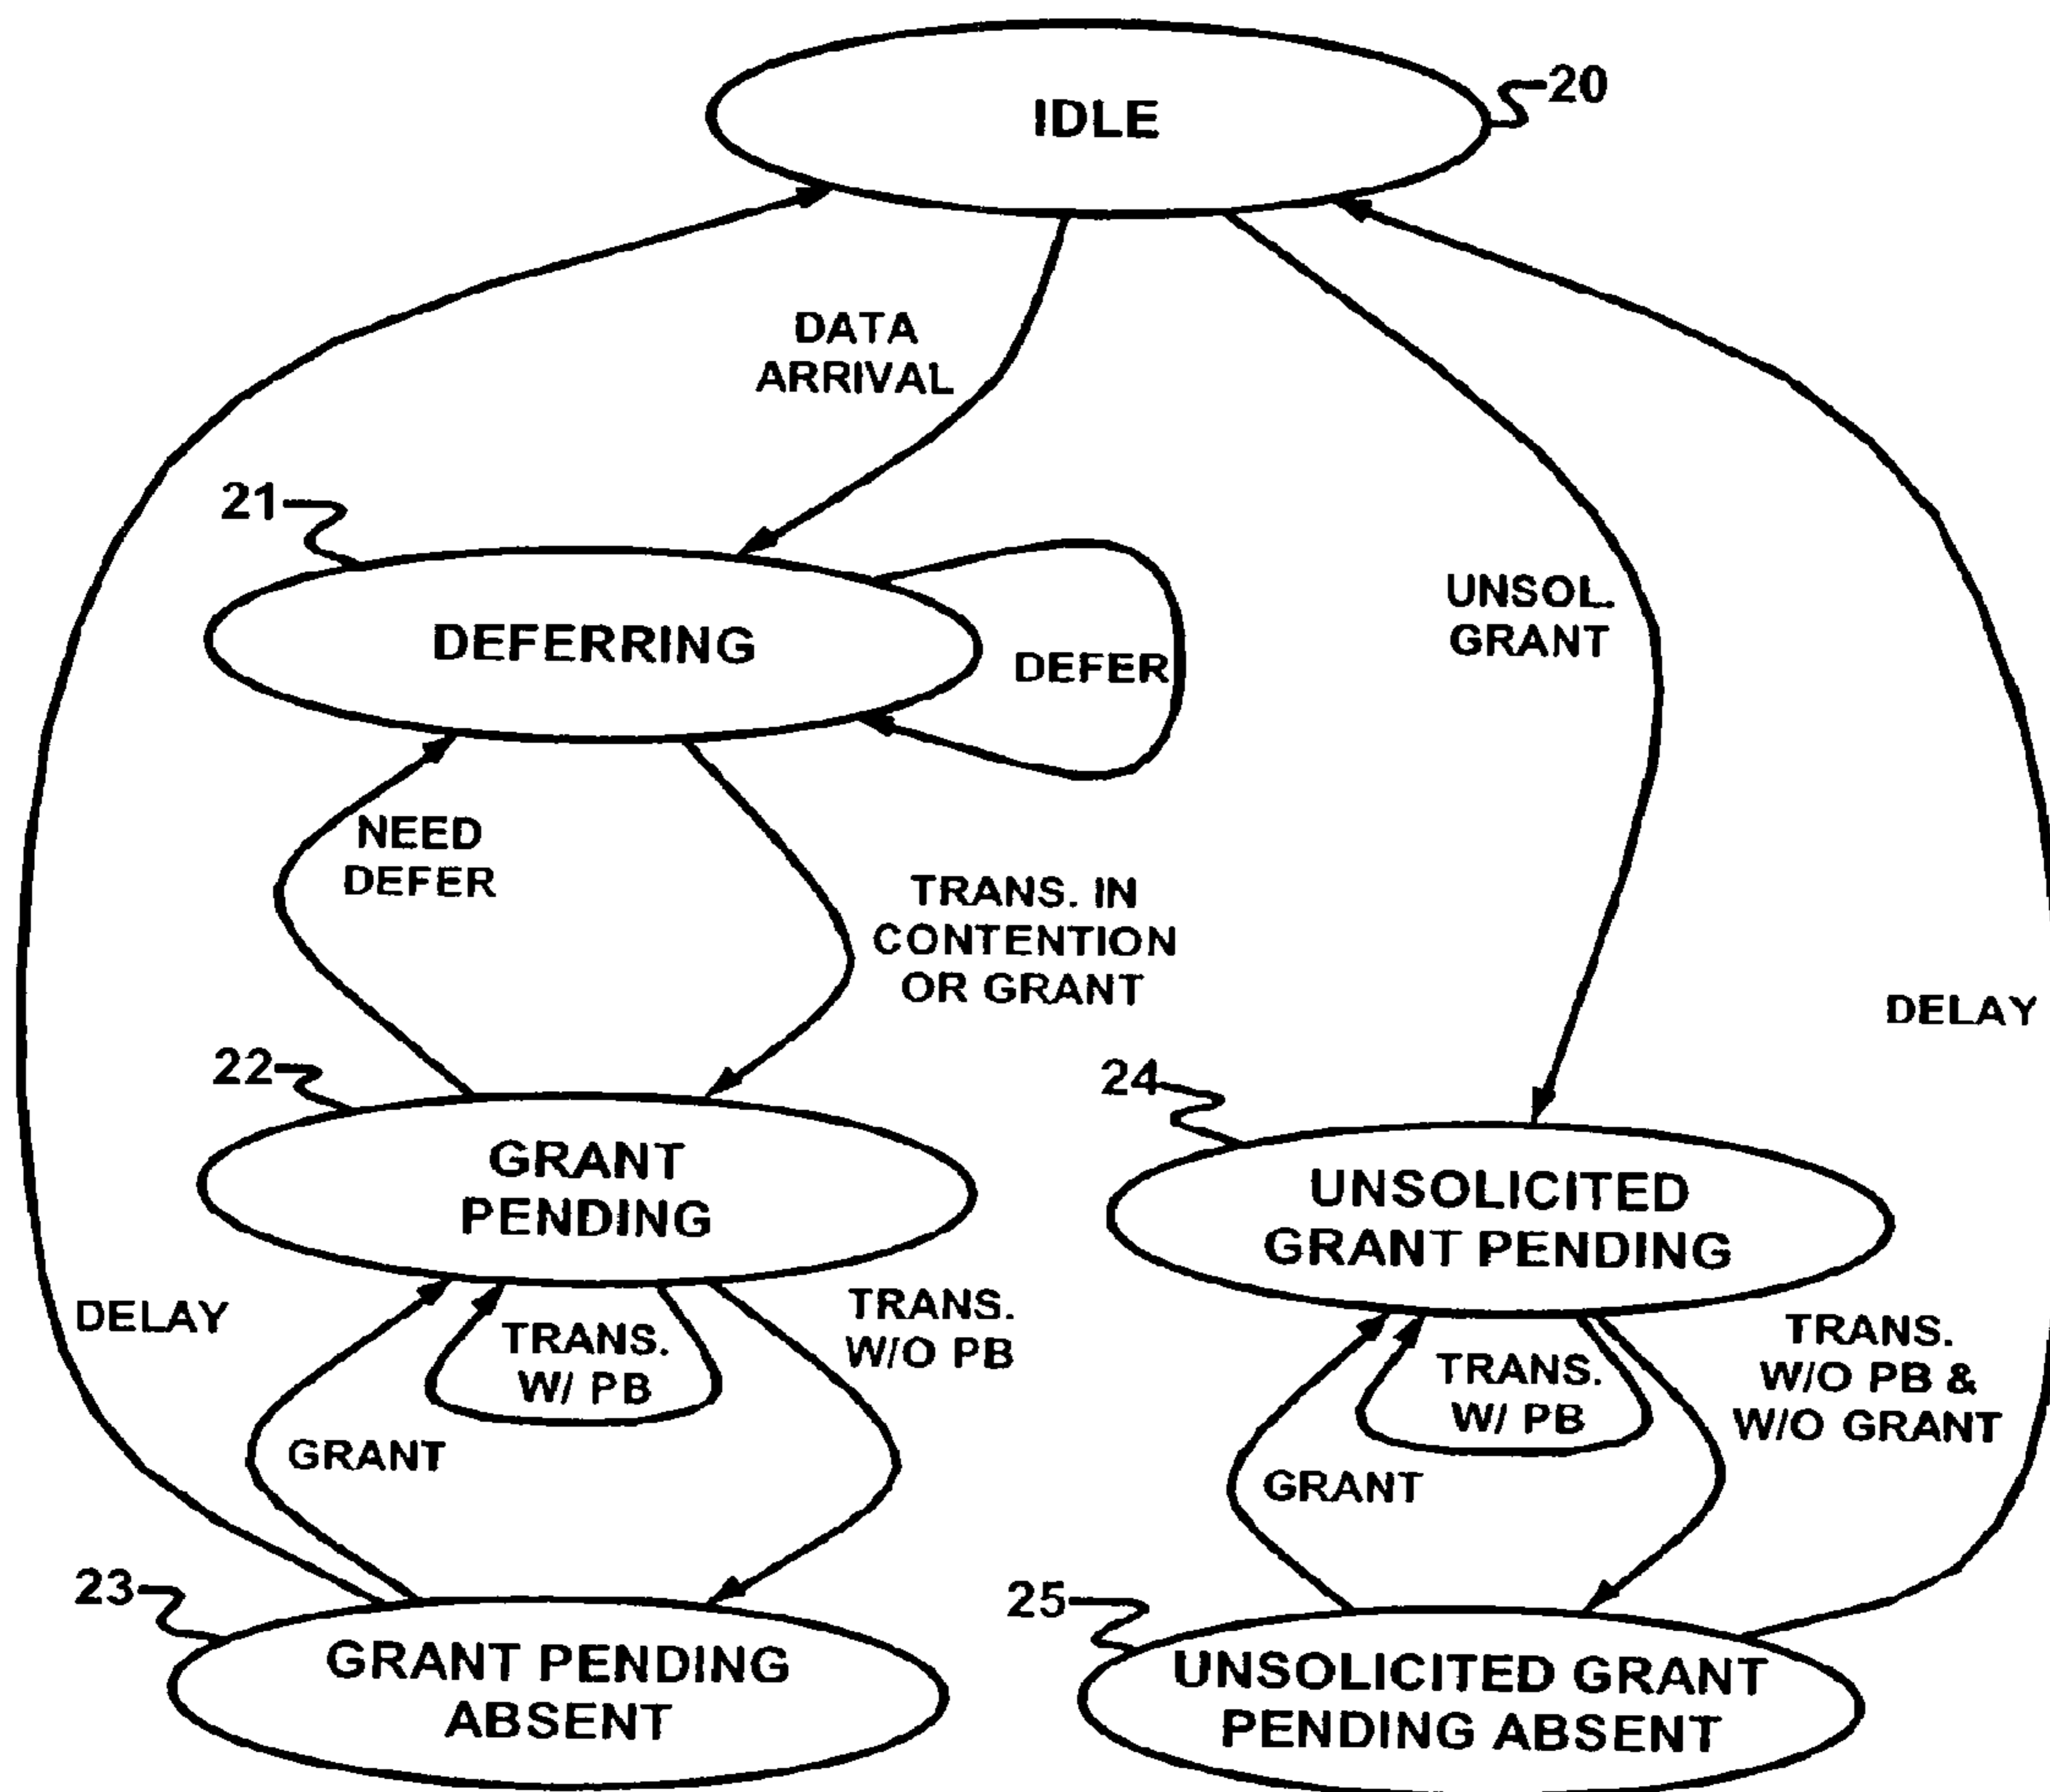 IDLE
20
DATA
ARRIVAL
21
DEFERRING
DEFER
UNSOL.
GRANT
NEED
DEFER
TRANS. IN
CONTENTION
OR GRANT
DELAY
22
GRANT
PENDING
24
UNSOLICITED
GRANT PENDING
DELAY
TRANS.
W/ PB
TRANS.
W/O PB
GRANT
TRANS.
W/ PB
TRANS.
W/O PB &
W/O GRANT
GRANT
23
GRANT PENDING
ABSENT
25
UNSOLICITED GRANT
PENDING ABSENT